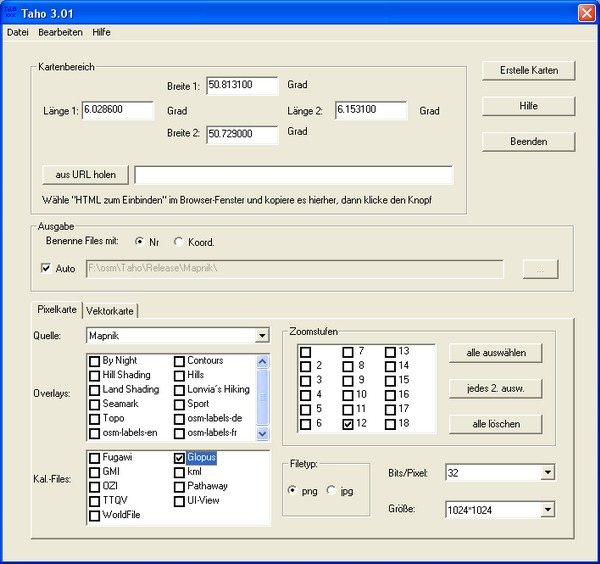 Taho 3.01
Datei Bearbeiten Hilfe
Kartenbereich
Breite 1: 50.813100 Grad
Länge 1: 6.028600 Grad Länge 2: 6.153100 Grad
Breite 2: 50.729000 Grad
Erstelle Karten
Hilfe
Beenden
aus URL holen
Wähle "HTML zum Einbinden" im Browser-Fenster und kopiere es hierher, dann klicke den Knopf
Ausgabe
Benenne Files mit: Nr Koord.
Auto F:\osm\Taho\Release\Mapnik\ ...
Pixelkarte Vektorkarte
Quelle: Mapnik
Overlays:
By Night Contours
Hill Shading Hills
Land Shading Lonvia´s Hiking
Seamark Sport
Topo osm-labels-de
osm-labels-en osm-labels-fr
Kal.-Files:
Fugawi Glopus
GMI kml
OZI Pathaway
TTQV UI-View
WorldFile
Zoomstufen
7 13
2 8 14
3 9 15
4 10 16
5 11 17
6 12 18
alle auswählen
jedes 2. ausw.
alle löschen
Filetyp:
png jpg
Bits/Pixel: 32
Größe: 1024*1024